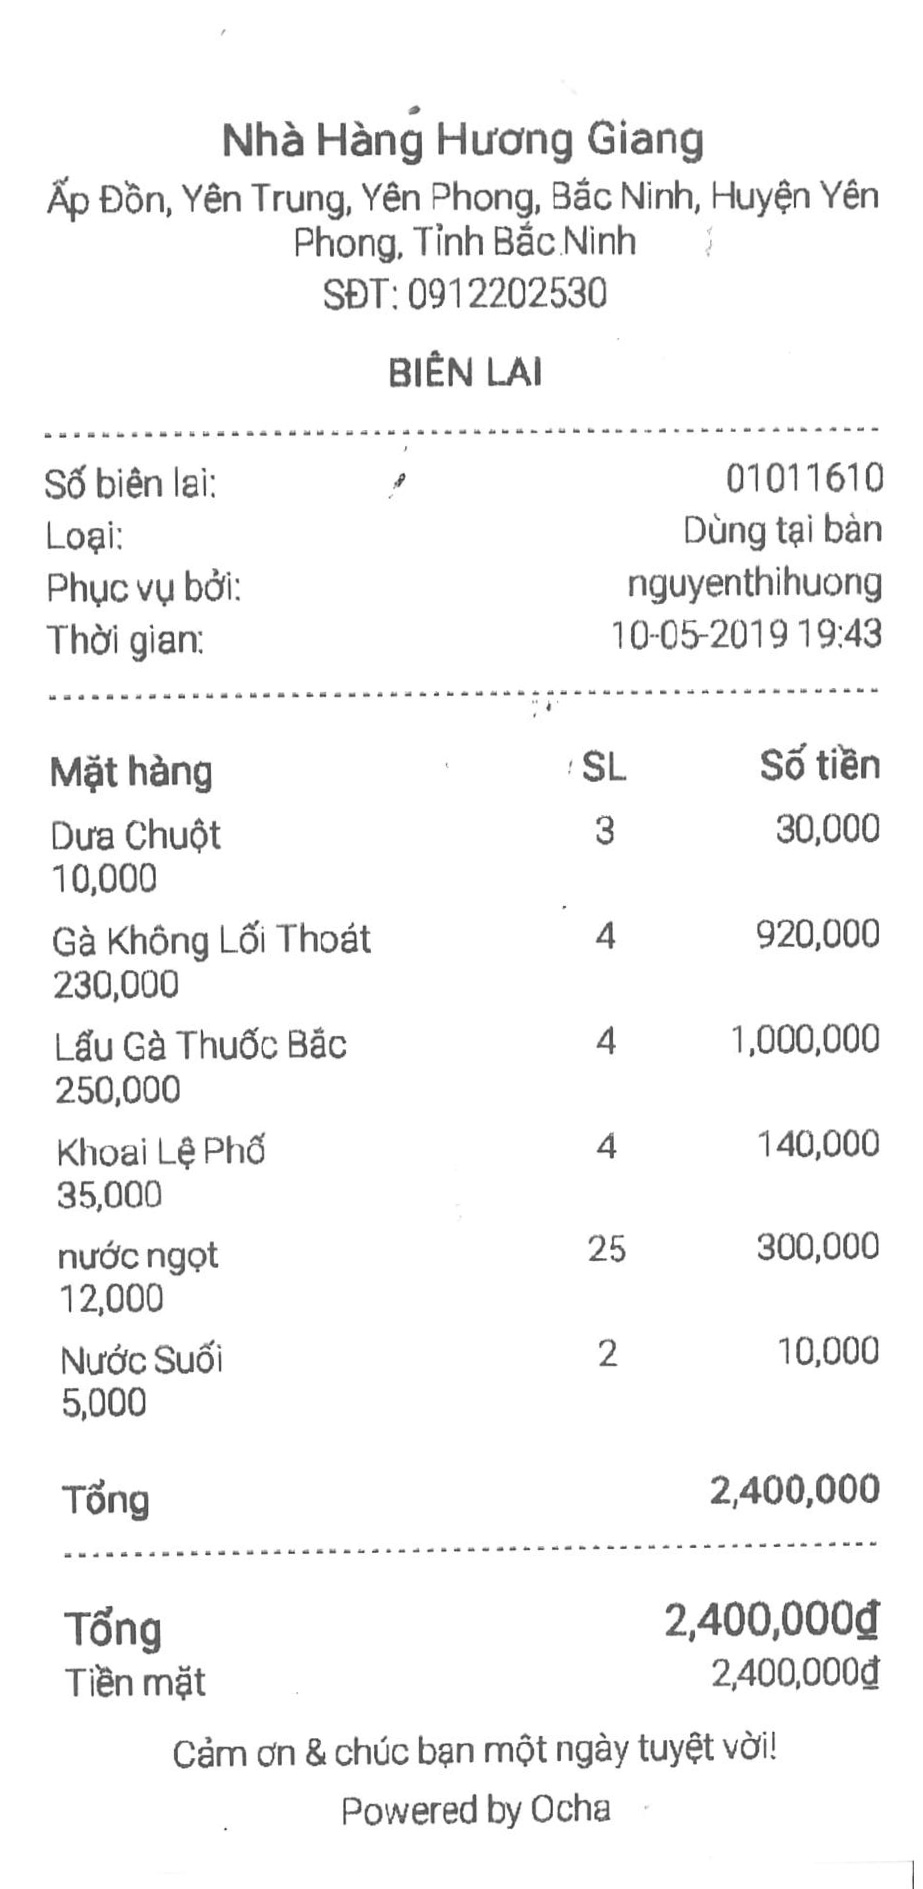 Nhà Hàng Hương Giang
Ấp Đồn, Yên Trung, Yên Phong, Bắc Ninh, Huyện Yên
Phong, Tỉnh Bắc Ninh
SĐT: 0912202530
BIÊN LAI
Số biên lai: 01011610
Loại: Dùng tại bàn
Phục vụ bởi: nguyenthihuong
Thời gian: 10-05-2019 19:43
Mặt hàng SL Số tiền
Dưa Chuột 3 30,000
10,000
Gà Không Lối Thoát 4 920,000
230,000
Lẩu Gà Thuốc Bắc 4 1,000,000
250,000
Khoai Lệ Phố 4 140,000
35,000
nước ngọt 25 300,000
12,000
Nước Suối 2 10,000
5,000
Tổng 2,400,000
Tổng 2,400,000₫
Tiền mặt 2,400,000₫
Cảm ơn & chúc bạn một ngày tuyệt vời!
Powered by Ocha